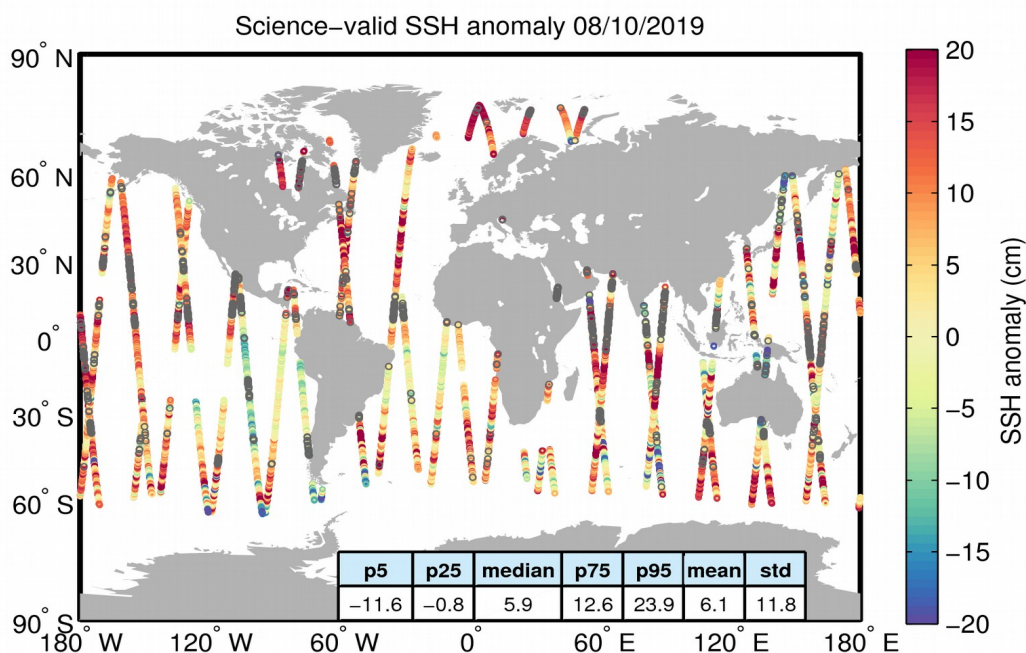 Science−valid SSH anomaly 08/10/2019
90° N
60° N
30° N
0°
30° S
60° S
90° S
180° W
120° W
60° W
0°
60° E
120° E
180° E
p5 p25 median p75 p95 mean std
−11.6 −0.8 5.9 12.6 23.9 6.1 11.8
20
15
10
5
0
−5
−10
−15
−20
SSH anomaly (cm)